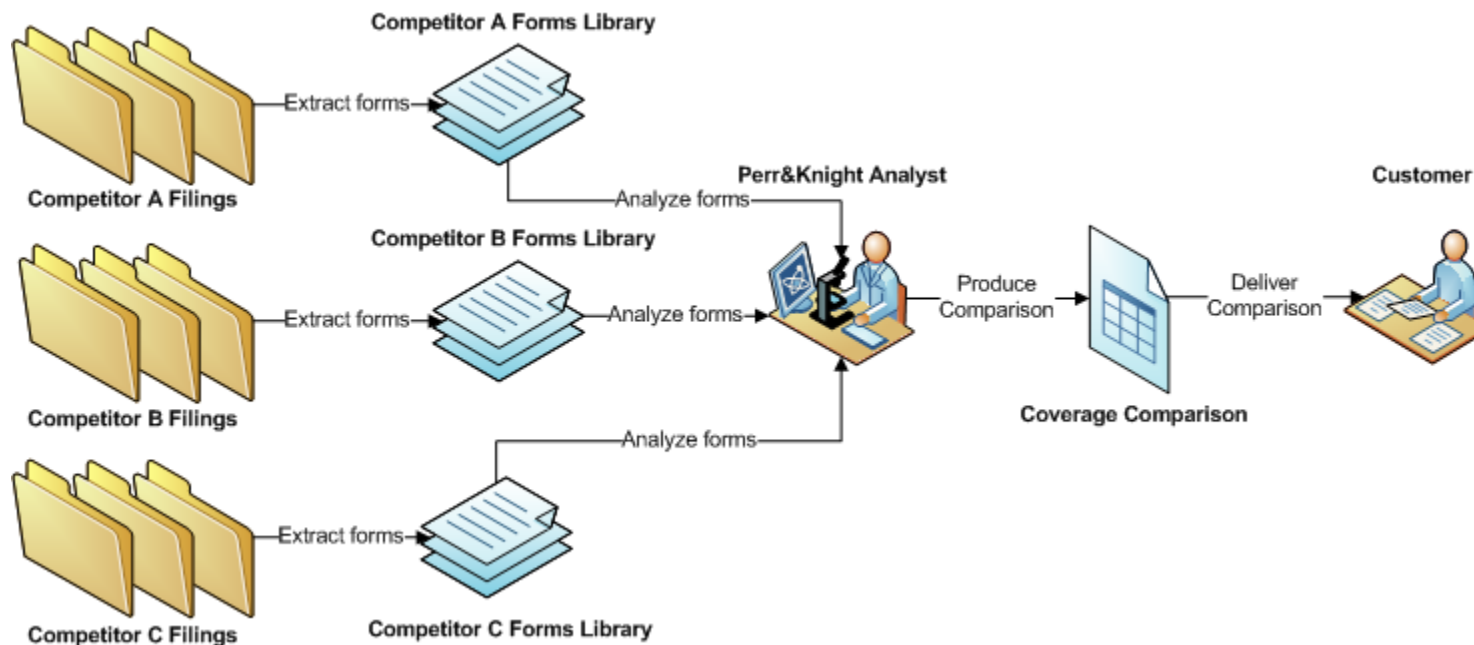 Competitor A Forms Library
Extract forms
Competitor A Filings
Analyze forms
Perr&Knight Analyst
Customer
Competitor B Forms Library
Extract forms
Analyze forms
Produce
Comparison
Deliver
Comparison
Competitor B Filings
Coverage Comparison
Analyze forms
Extract forms
Competitor C Filings
Competitor C Forms Library